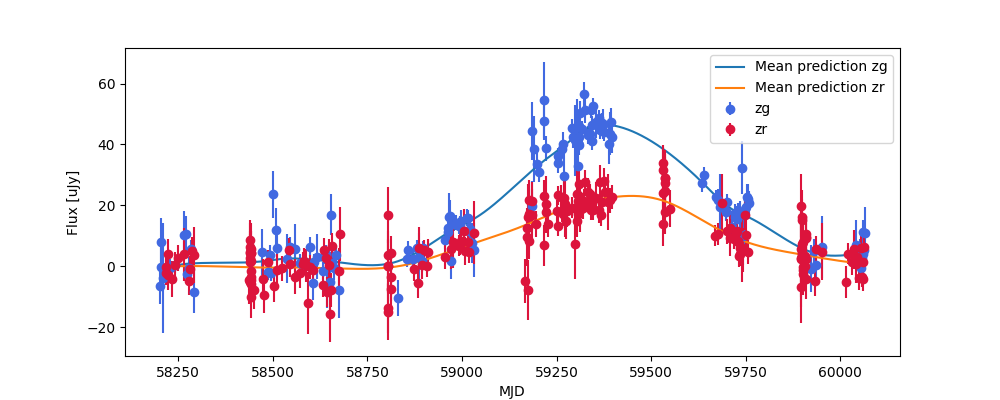 Mean prediction zg
Mean prediction zr
zg
zr
Flux [uJy]
60
40
20
0
−20
58250 58500 58750 59000 59250 59500 59750 60000
MJD